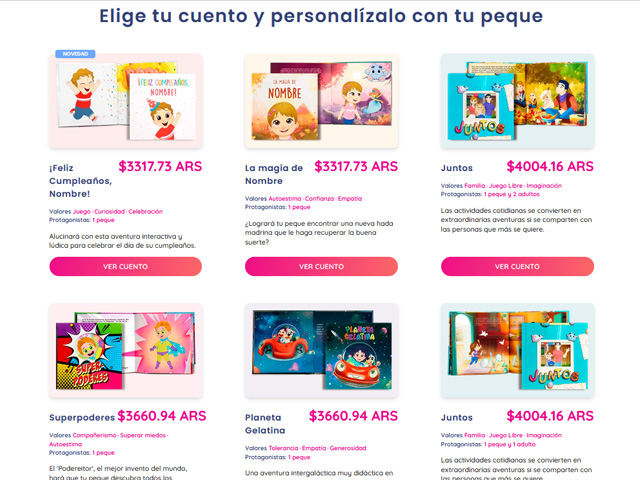 Elige tu cuento y personalízalo con tu peque
NOVEDAD
¡FELIZ CUMPLEAÑOS,
NOMBRE!
LA MAGIA DE
NOMBRE
JUNTOS
¡Feliz
Cumpleaños,
Nombre!
$3317.73 ARS
Valores Juego · Curiosidad · Celebración
Protagonistas: 1 peque
Alucinará con esta aventura interactiva y
lúdica para celebrar el día de su cumpleaños.
VER CUENTO
La magia de
Nombre
$3317.73 ARS
Valores Autoestima · Confianza · Empatía
Protagonistas: 1 peque
¿Logrará tu peque encontrar una nueva hada
madrina que le haga recuperar la buena
suerte?
VER CUENTO
Juntos
$4004.16 ARS
Valores Familia · Juego Libre · Imaginación
Protagonistas: 1 peque y 2 adultos
Las actividades cotidianas se convierten en
extraordinarias aventuras si se comparten con
las personas que más se quiere.
VER CUENTO
SUPER
PODERES
PLANETA
GELATINA
JUNTOS
Superpoderes
$3660.94 ARS
Valores Compañerismo · Superar miedos ·
Autoestima
Protagonistas: 1 peque
El 'Podereitor', el mejor invento del mundo,
hará que tu peque descubra todos los
Planeta
Gelatina
$3660.94 ARS
Valores Tolerancia · Empatía · Generosidad
Protagonistas: 1 peque
Una aventura intergaláctica muy didáctica en
Juntos
$4004.16 ARS
Valores Familia · Juego Libre · Imaginación
Protagonistas: 1 peque y 1 adulto
Las actividades cotidianas se convierten en
extraordinarias aventuras si se comparten con
las personas que más se quiere.